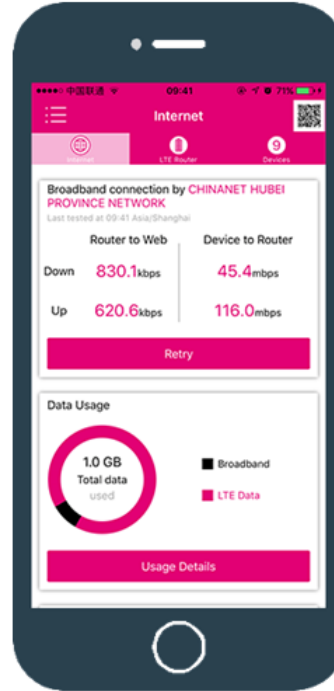 中国联通 09:41 71%
Internet
Internet LTE Router 9 Devices
Broadband connection by CHINANET HUBEI
PROVINCE NETWORK
Last tested at 09:41 Asia/Shanghai
Router to Web Device to Router
Down 830.1kbps 45.4mbps
Up 620.6kbps 116.0mbps
Retry
Data Usage
1.0 GB
Total data
used
Broadband
LTE Data
Usage Details